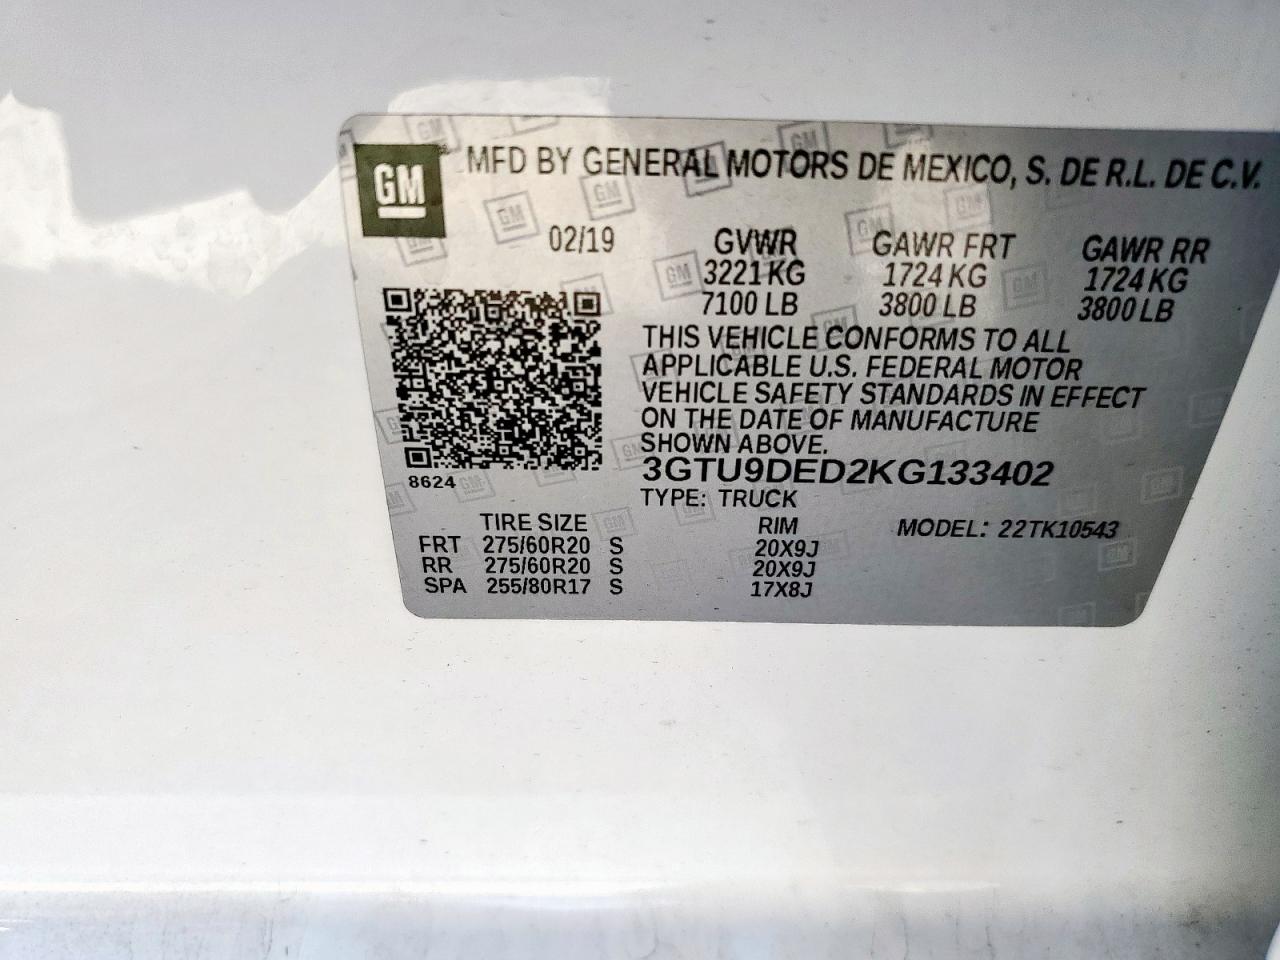 GM MFD BY GENERAL MOTORS DE MEXICO, S. DE R.L. DE C.V.
02/19 GVWR GAWR FRT GAWR RR
3221 KG 1724 KG 1724 KG
7100 LB 3800 LB 3800 LB
THIS VEHICLE CONFORMS TO ALL
APPLICABLE U.S. FEDERAL MOTOR
VEHICLE SAFETY STANDARDS IN EFFECT
ON THE DATE OF MANUFACTURE
SHOWN ABOVE.
3GTU9DED2KG133402
8624
TYPE: TRUCK
TIRE SIZE RIM MODEL: 22TK10543
FRT 275/60R20 S 20X9J
RR 275/60R20 S 20X9J
SPA 255/80R17 S 17X8J